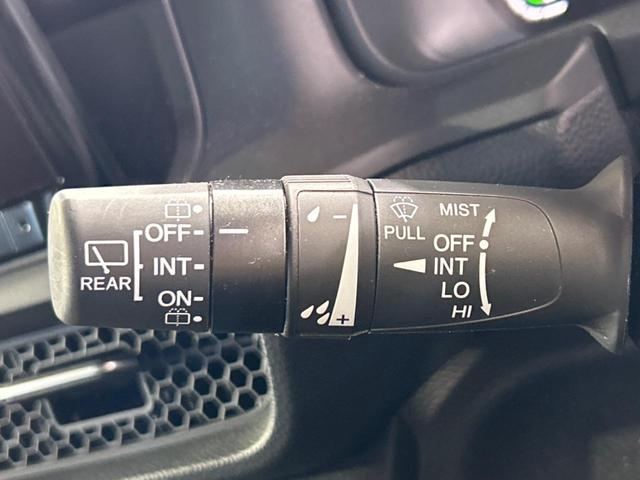 REAR
OFF
INT
ON
−
+
PULL
MIST
OFF
INT
LO
HI